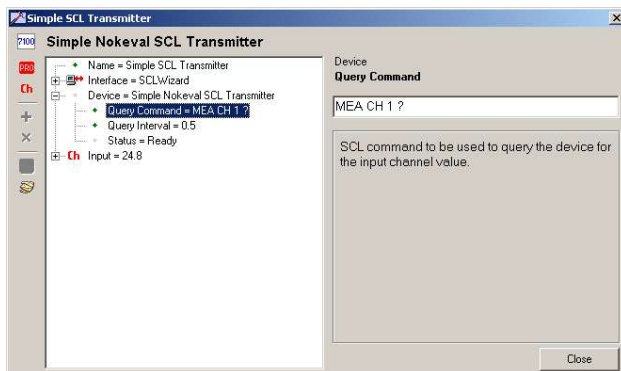 Simple SCL Transmitter
7100
Simple Nokeval SCL Transmitter
PRO
Ch
Name = Simple SCL Transmitter
Interface = SCLWizard
Device = Simple Nokeval SCL Transmitter
Query Command = MEA CH 1 ?
Query Interval = 0.5
Status = Ready
Ch Input = 24.8
Device
Query Command
MEA CH 1 ?
SCL command to be used to query the device for
the input channel value.
Close